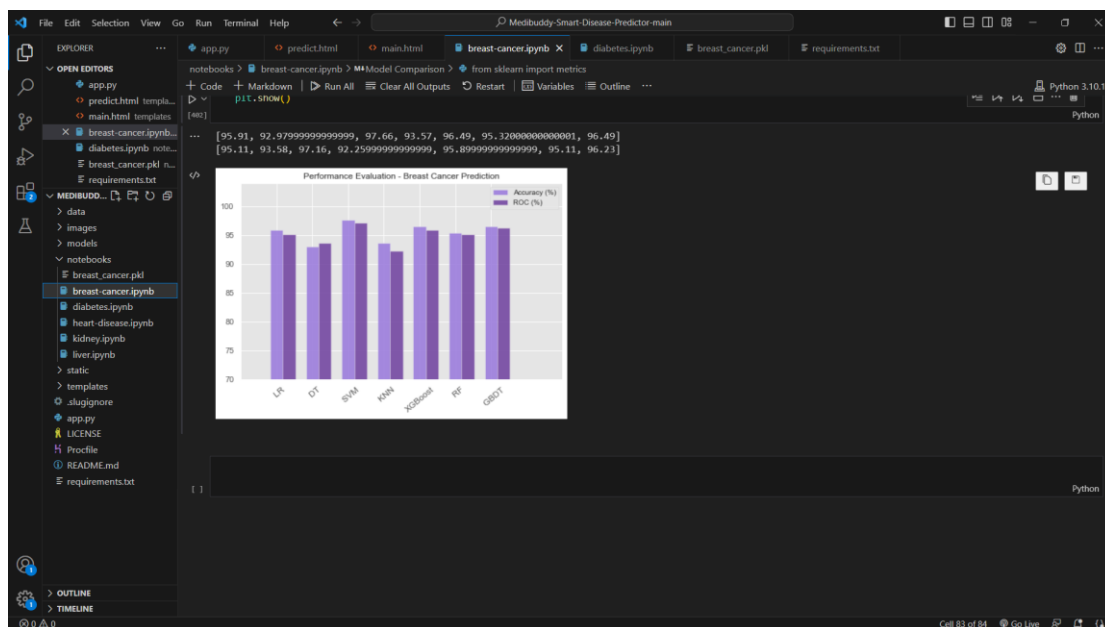 File Edit Selection View Go Run Terminal Help
Medibuddy-Smart-Disease-Predictor-main
EXPLORER
OPEN EDITORS
app.py
predict.html templa...
main.html templates
breast-cancer.ipynb...
diabetes.ipynb note...
breast_cancer.pkl n...
requirements.txt
MEDIBUDD...
data
images
models
notebooks
breast_cancer.pkl
breast-cancer.ipynb
diabetes.ipynb
heart-disease.ipynb
kidney.ipynb
liver.ipynb
static
templates
.slugignore
app.py
LICENSE
Procfile
README.md
requirements.txt
OUTLINE
TIMELINE
app.py predict.html main.html breast-cancer.ipynb diabetes.ipynb breast_cancer.pkl requirements.txt
notebooks > breast-cancer.ipynb > M↓Model Comparison > from sklearn import metrics
+ Code + Markdown Run All Clear All Outputs Restart Variables Outline ... Python 3.10.1
plt.show()
[402] Python
[95.91, 92.97999999999999, 97.66, 93.57, 96.49, 95.32000000000001, 96.49]
[95.11, 93.58, 97.16, 92.25999999999999, 95.89999999999999, 95.11, 96.23]
Performance Evaluation - Breast Cancer Prediction
Accuracy (%)
ROC (%)
100
95
90
85
80
75
70
LR DT SVM KNN XGBoost RF GBDT
[ ] Python
2
1
1
0 0 Cell 83 of 84 Go Live